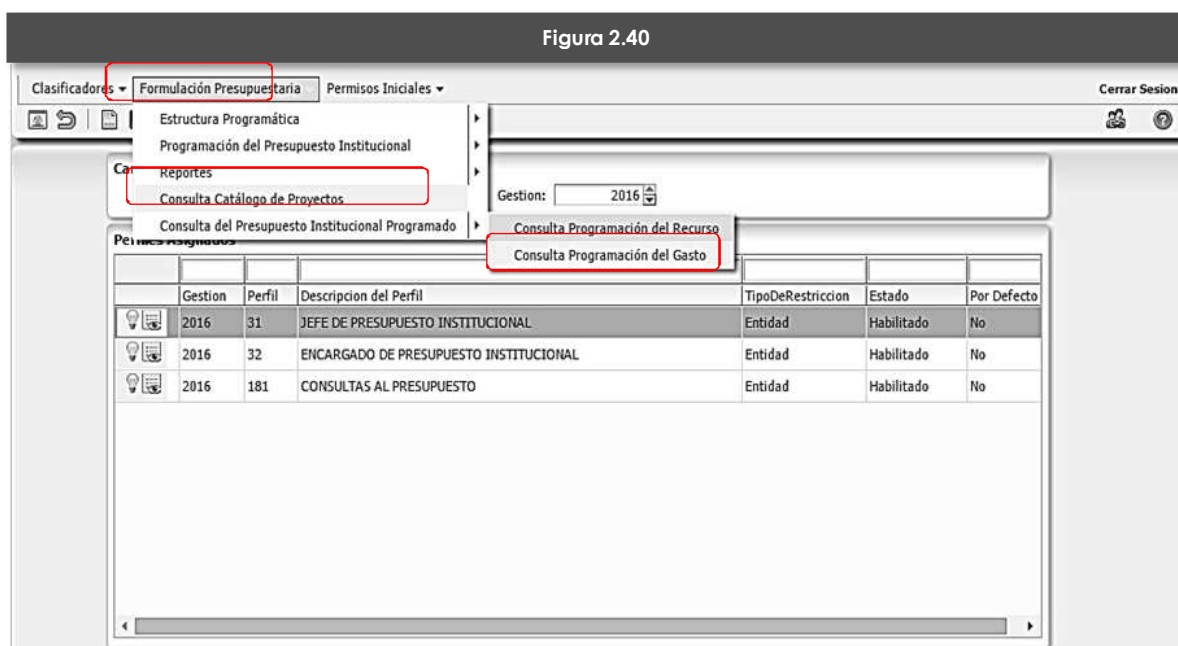 Figura 2.40
Clasificadores Formulación Presupuestaria Permisos Iniciales Cerrar Sesion
Estructura Programática
Programación del Presupuesto Institucional
Reportes
Consulta Catálogo de Proyectos
Gestion: 2016
Consulta del Presupuesto Institucional Programado
Consulta Programación del Recurso
Consulta Programación del Gasto
Perfiles Asignados
Gestion Perfil Descripcion del Perfil TipoDeRestriccion Estado Por Defecto
2016 31 JEFE DE PRESUPUESTO INSTITUCIONAL Entidad Habilitado No
2016 32 ENCARGADO DE PRESUPUESTO INSTITUCIONAL Entidad Habilitado No
2016 181 CONSULTAS AL PRESUPUESTO Entidad Habilitado No